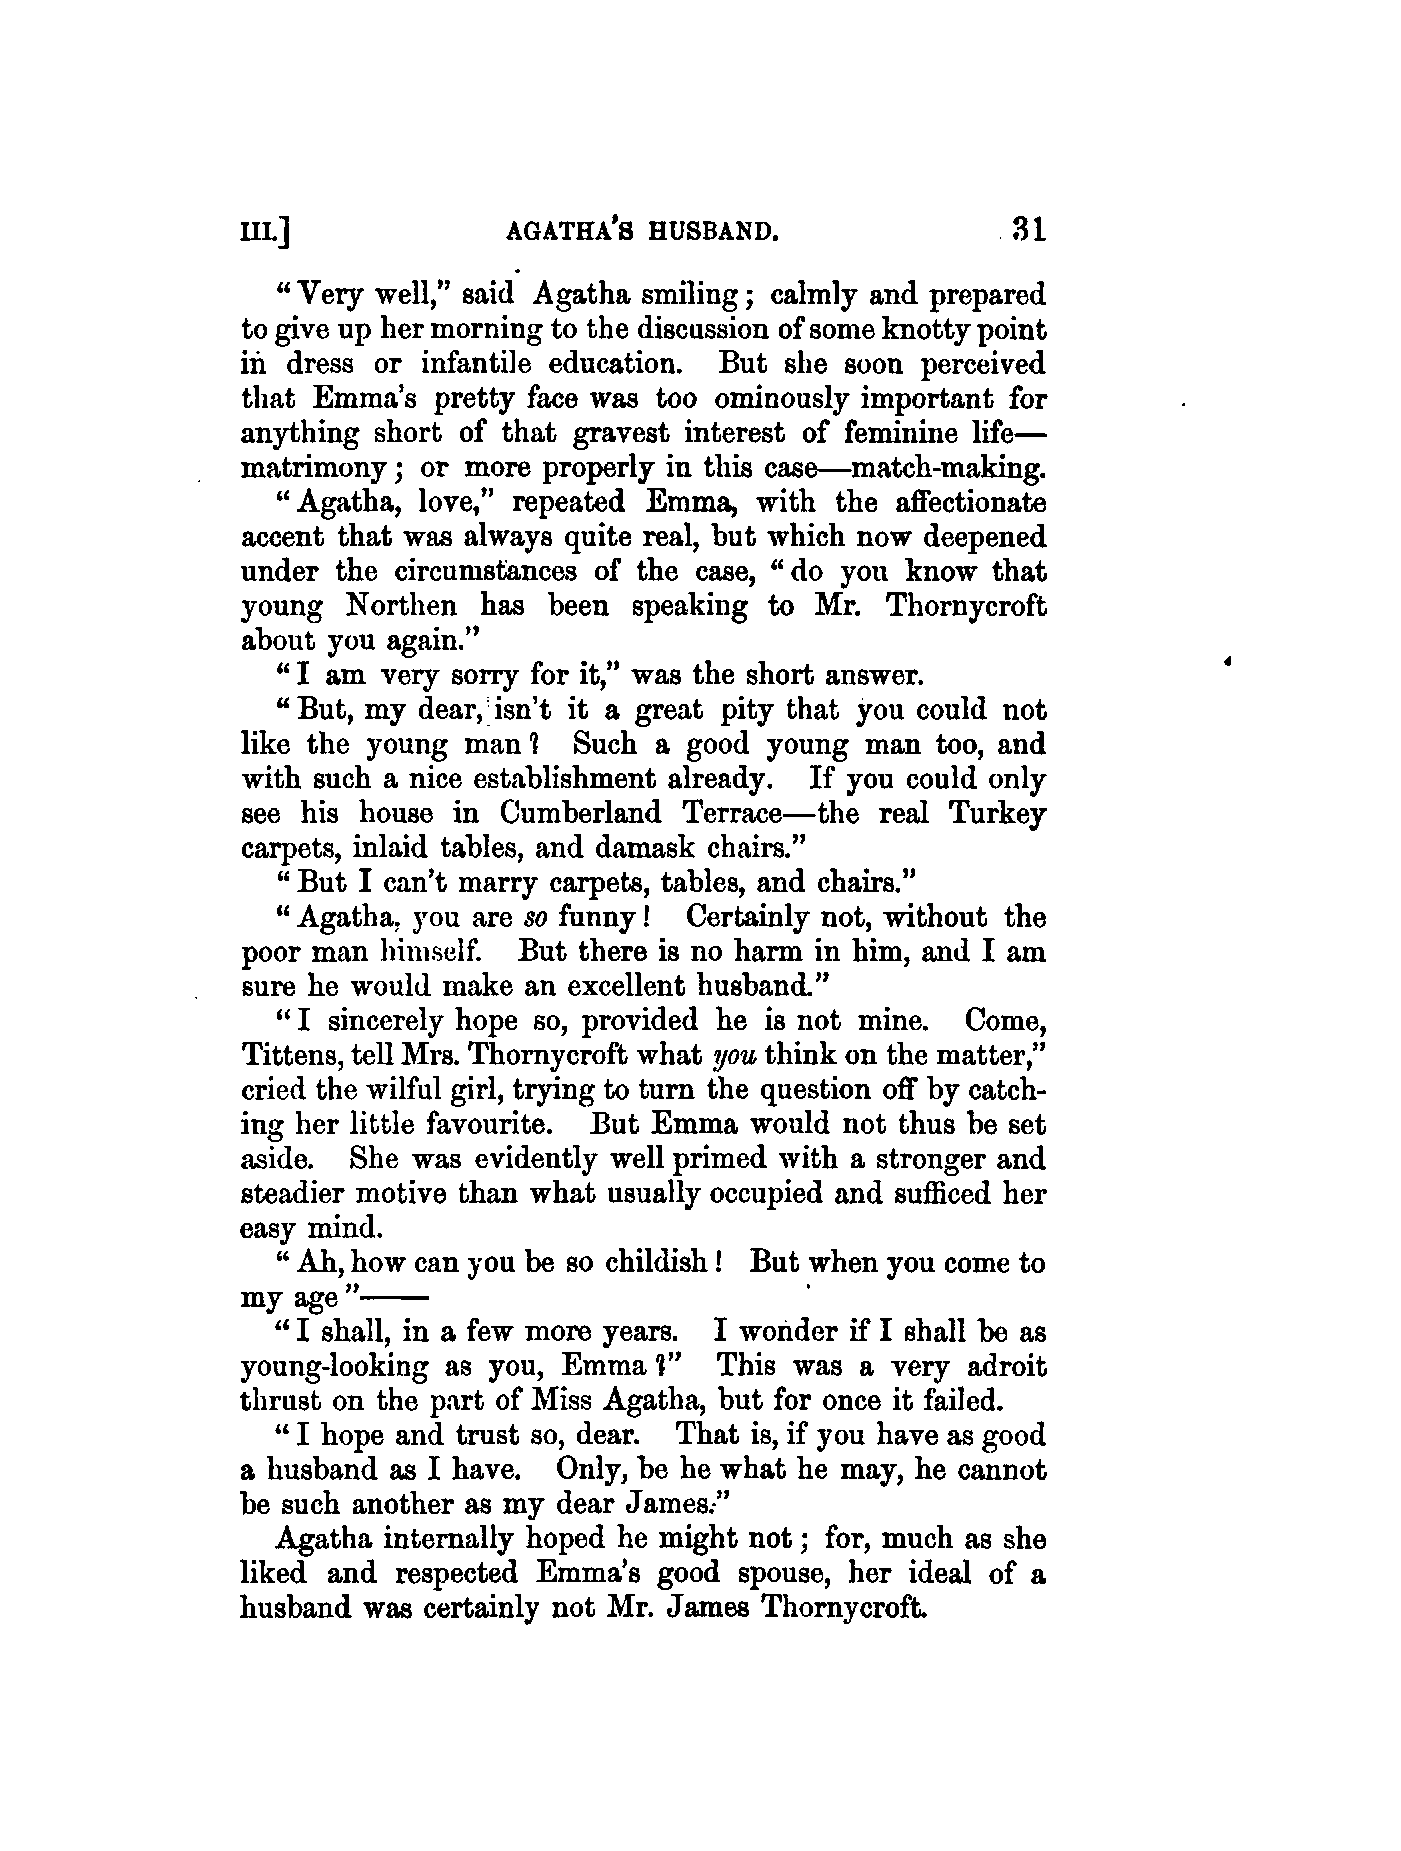 III.] AGATHA'S HUSBAND. 31
"Very well," said Agatha smiling; calmly and prepared
to give up her morning to the discussion of some knotty point
in dress or infantile education. But she soon perceived
that Emma's pretty face was too ominously important for
anything short of that gravest interest of feminine life—
matrimony; or more properly in this case—match-making.
"Agatha, love," repeated Emma, with the affectionate
accent that was always quite real, but which now deepened
under the circumstances of the case, "do you know that
young Northen has been speaking to Mr. Thornycroft
about you again."
"I am very sorry for it," was the short answer.
"But, my dear, isn't it a great pity that you could not
like the young man? Such a good young man too, and
with such a nice establishment already. If you could only
see his house in Cumberland Terrace—the real Turkey
carpets, inlaid tables, and damask chairs."
"But I can't marry carpets, tables, and chairs."
"Agatha, you are so funny! Certainly not, without the
poor man himself. But there is no harm in him, and I am
sure he would make an excellent husband."
"I sincerely hope so, provided he is not mine. Come,
Tittens, tell Mrs. Thornycroft what you think on the matter,"
cried the wilful girl, trying to turn the question off by catch-
ing her little favourite. But Emma would not thus be set
aside. She was evidently well primed with a stronger and
steadier motive than what usually occupied and sufficed her
easy mind.
"Ah, how can you be so childish! But when you come to
my age"——
"I shall, in a few more years. I wonder if I shall be as
young-looking as you, Emma?" This was a very adroit
thrust on the part of Miss Agatha, but for once it failed.
"I hope and trust so, dear. That is, if you have as good
a husband as I have. Only, be he what he may, he cannot
be such another as my dear James."
Agatha internally hoped he might not; for, much as she
liked and respected Emma's good spouse, her ideal of a
husband was certainly not Mr. James Thornycroft.